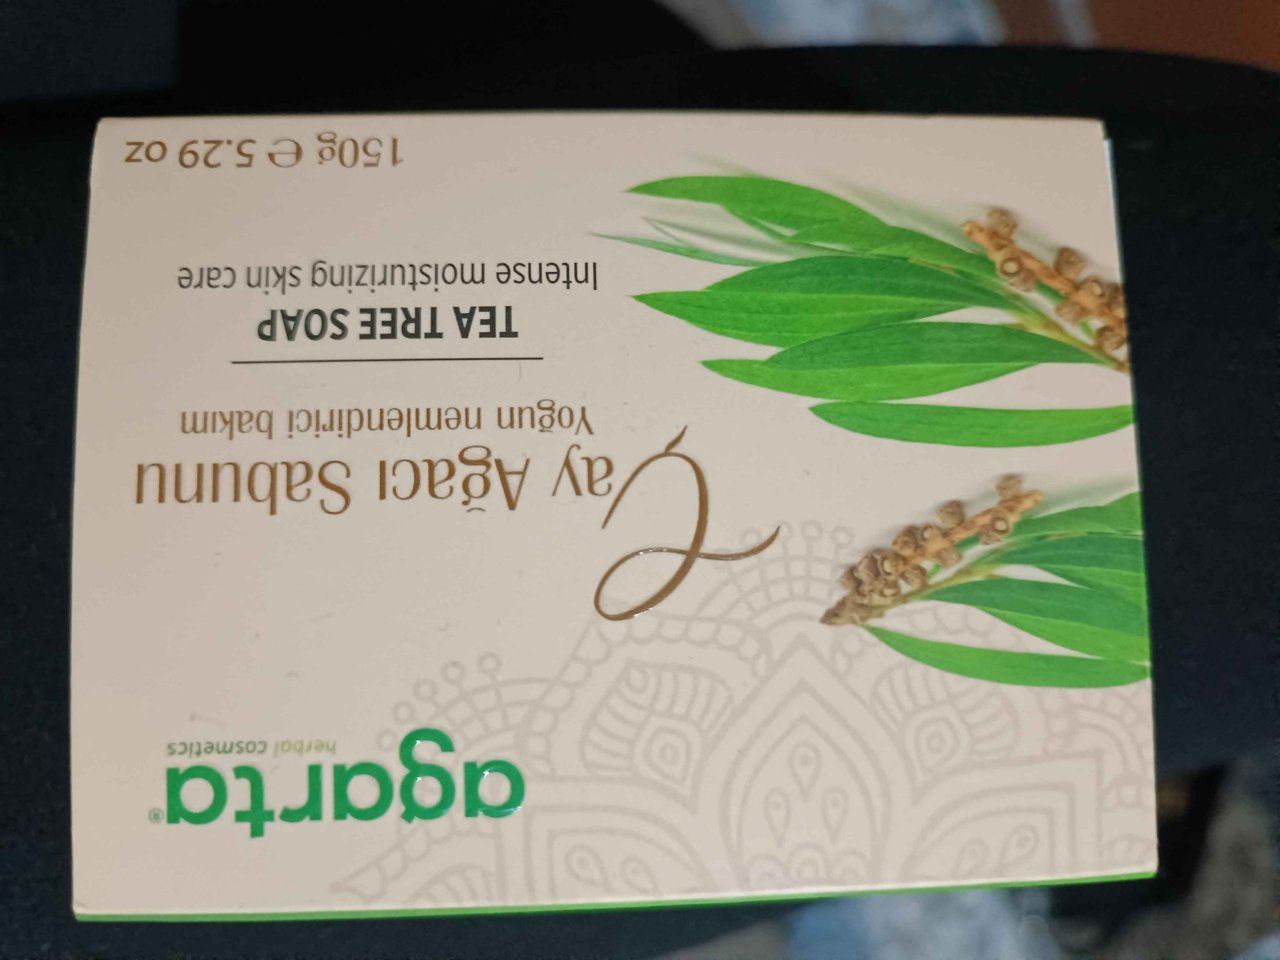 agarta®
herbal cosmetics
Çay Ağacı Sabunu
Yoğun nemlendirici bakım
TEA TREE SOAP
Intense moisturizing skin care
150g ℮ 5.29 oz